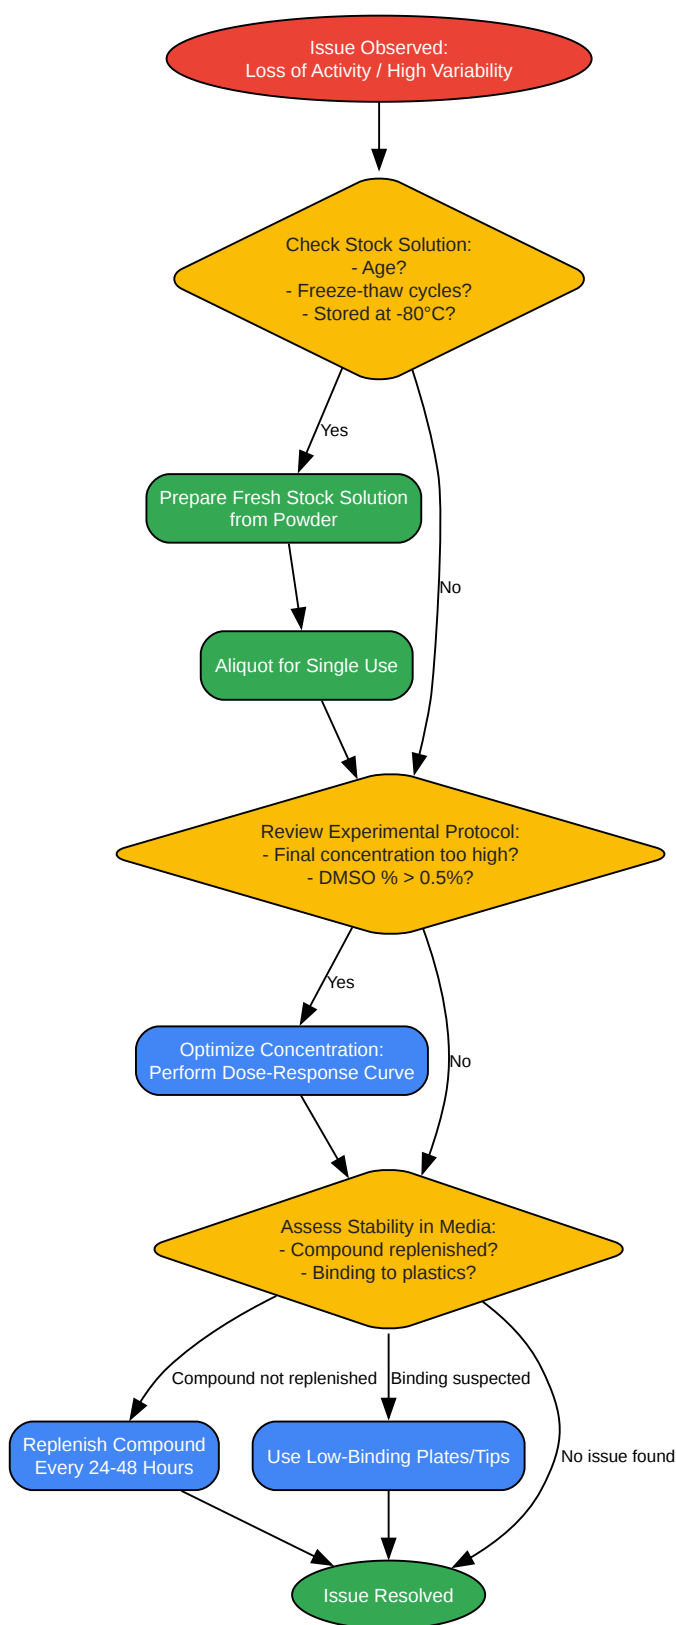 Issue Observed:
Loss of Activity / High Variability
Check Stock Solution:
- Age?
- Freeze-thaw cycles?
- Stored at -80°C?
Yes
Prepare Fresh Stock Solution
from Powder
No
Aliquot for Single Use
Review Experimental Protocol:
- Final concentration too high?
- DMSO % > 0.5%?
Yes
Optimize Concentration:
Perform Dose-Response Curve
No
Assess Stability in Media:
- Compound replenished?
- Binding to plastics?
Compound not replenished
Binding suspected
Replenish Compound
Every 24-48 Hours
Use Low-Binding Plates/Tips
No issue found
Issue Resolved